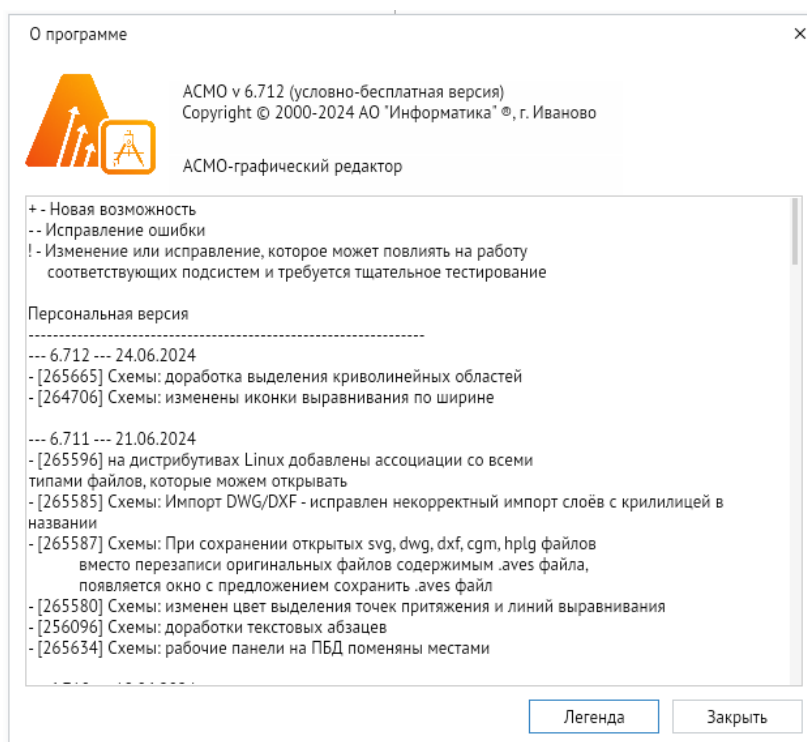 О программе
АСМО v 6.712 (условно-бесплатная версия)
Copyright © 2000-2024 АО "Информатика" ®, г. Иваново
АСМО-графический редактор
+ - Новая возможность
- - Исправление ошибки
! - Изменение или исправление, которое может повлиять на работу
соответствующих подсистем и требуется тщательное тестирование
Персональная версия
-----------------------------------------------------------------
--- 6.712 --- 24.06.2024
- [265665] Схемы: доработка выделения криволинейных областей
- [264706] Схемы: изменены иконки выравнивания по ширине
--- 6.711 --- 21.06.2024
- [265596] на дистрибутивах Linux добавлены ассоциации со всеми
типами файлов, которые можем открывать
- [265585] Схемы: Импорт DWG/DXF - исправлен некорректный импорт слоёв с крилилицей в
названии
- [265587] Схемы: При сохранении открытых svg, dwg, dxf, cgm, hplg файлов
вместо перезаписи оригинальных файлов содержимым .aves файла,
появляется окно с предложением сохранить .aves файл
- [265580] Схемы: изменен цвет выделения точек притяжения и линий выравнивания
- [256096] Схемы: доработки текстовых абзацев
- [265634] Схемы: рабочие панели на ПБД поменяны местами
Легенда
Закрыть